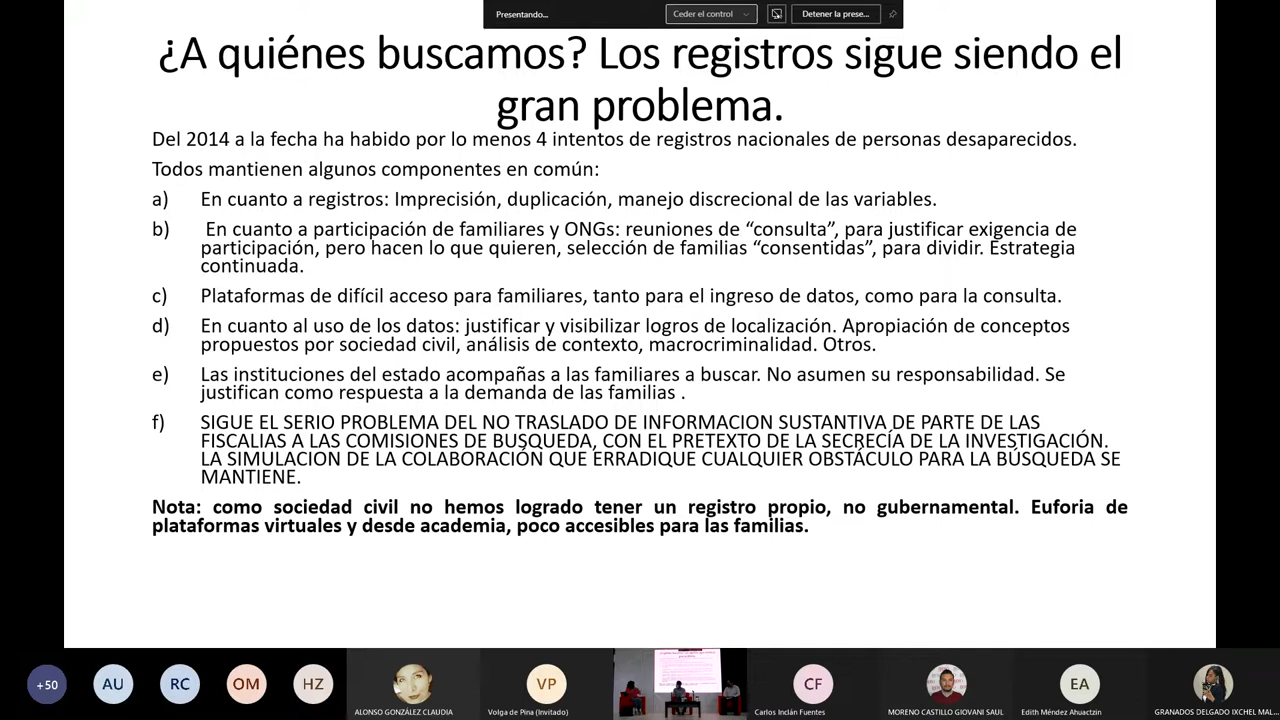 Presentando...
Ceder el control
Detener la prese...
¿A quiénes buscamos? Los registros sigue siendo el
gran problema.
Del 2014 a la fecha ha habido por lo menos 4 intentos de registros nacionales de personas desaparecidos.
Todos mantienen algunos componentes en común:
a) En cuanto a registros: Imprecisión, duplicación, manejo discrecional de las variables.
b) En cuanto a participación de familiares y ONGs: reuniones de “consulta”, para justificar exigencia de
participación, pero hacen lo que quieren, selección de familias “consentidas”, para dividir. Estrategia
continuada.
c) Plataformas de difícil acceso para familiares, tanto para el ingreso de datos, como para la consulta.
d) En cuanto al uso de los datos: justificar y visibilizar logros de localización. Apropiación de conceptos
propuestos por sociedad civil, análisis de contexto, macrocriminalidad. Otros.
e) Las instituciones del estado acompañas a las familiares a buscar. No asumen su responsabilidad. Se
justifican como respuesta a la demanda de las familias .
f) SIGUE EL SERIO PROBLEMA DEL NO TRASLADO DE INFORMACION SUSTANTIVA DE PARTE DE LAS
FISCALIAS A LAS COMISIONES DE BUSQUEDA, CON EL PRETEXTO DE LA SECRECÍA DE LA INVESTIGACIÓN.
LA SIMULACION DE LA COLABORACIÓN QUE ERRADIQUE CUALQUIER OBSTÁCULO PARA LA BÚSQUEDA SE
MANTIENE.
Nota: como sociedad civil no hemos logrado tener un registro propio, no gubernamental. Euforia de
plataformas virtuales y desde academia, poco accesibles para las familias.
+50
AU
RC
OM
HZ
VP
CF
EA
ALONSO GONZÁLEZ CLAUDIA
Volga de Pina (Invitado)
Carlos Inclán Fuentes
MORENO CASTILLO GIOVANI SAUL
Edith Méndez Ahuactzin
GRANADOS DELGADO IXCHEL MAL...